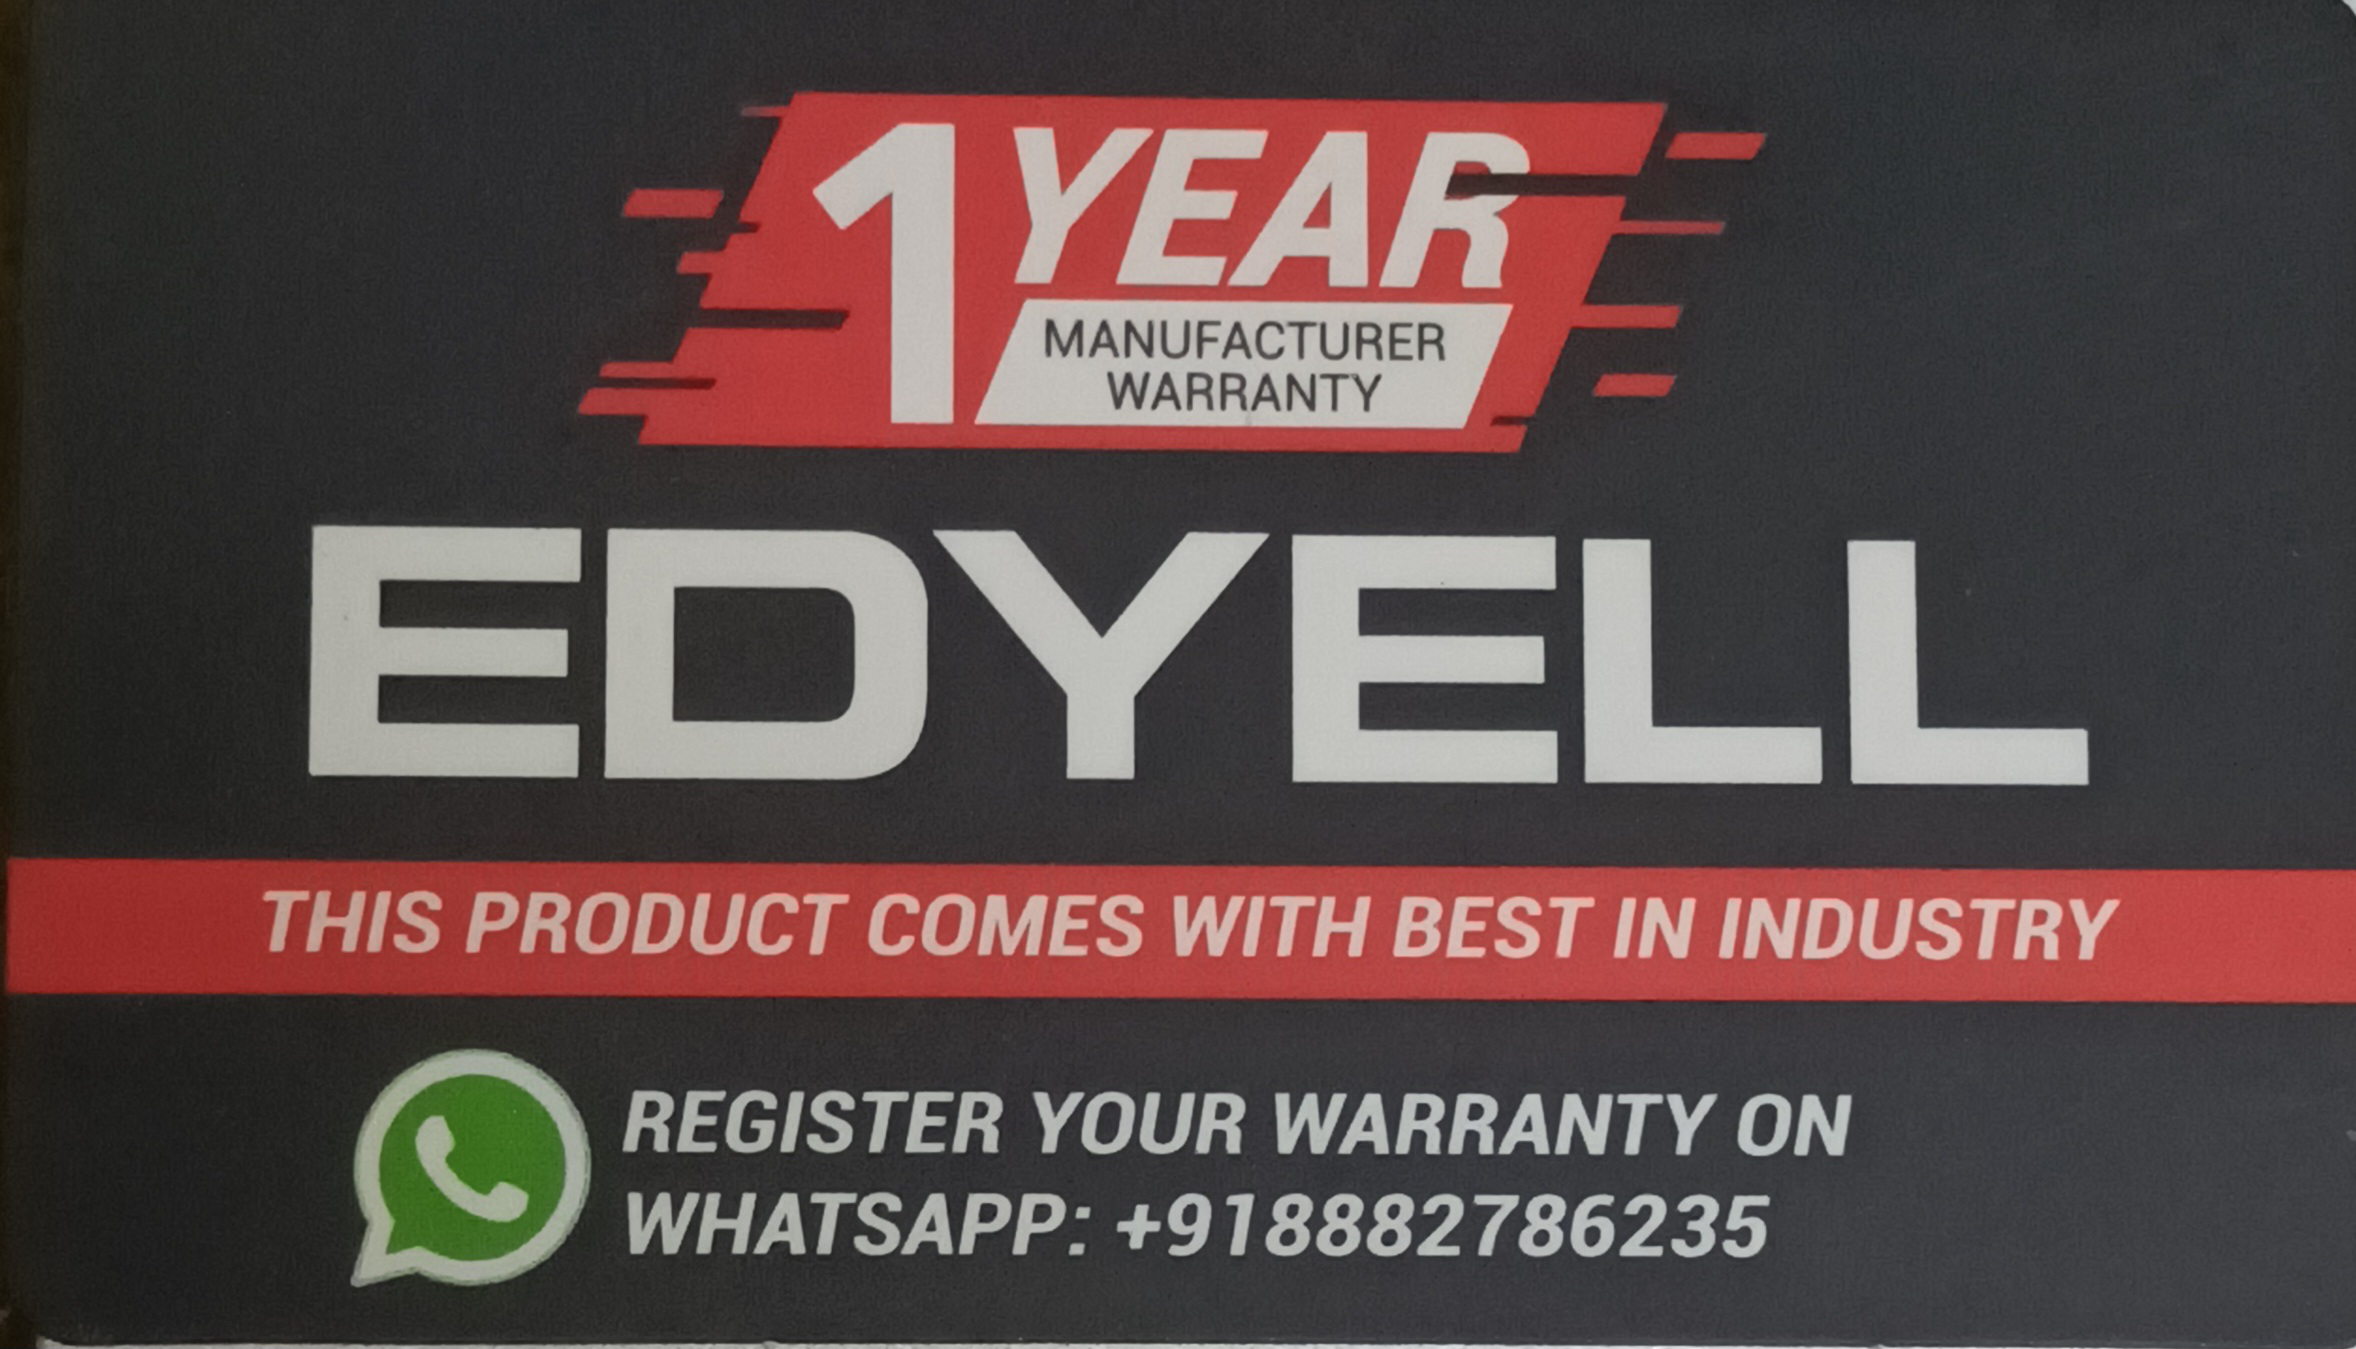 1 YEAR
MANUFACTURER
WARRANTY
EDYELL
THIS PRODUCT COMES WITH BEST IN INDUSTRY
REGISTER YOUR WARRANTY ON
WHATSAPP: +918882786235